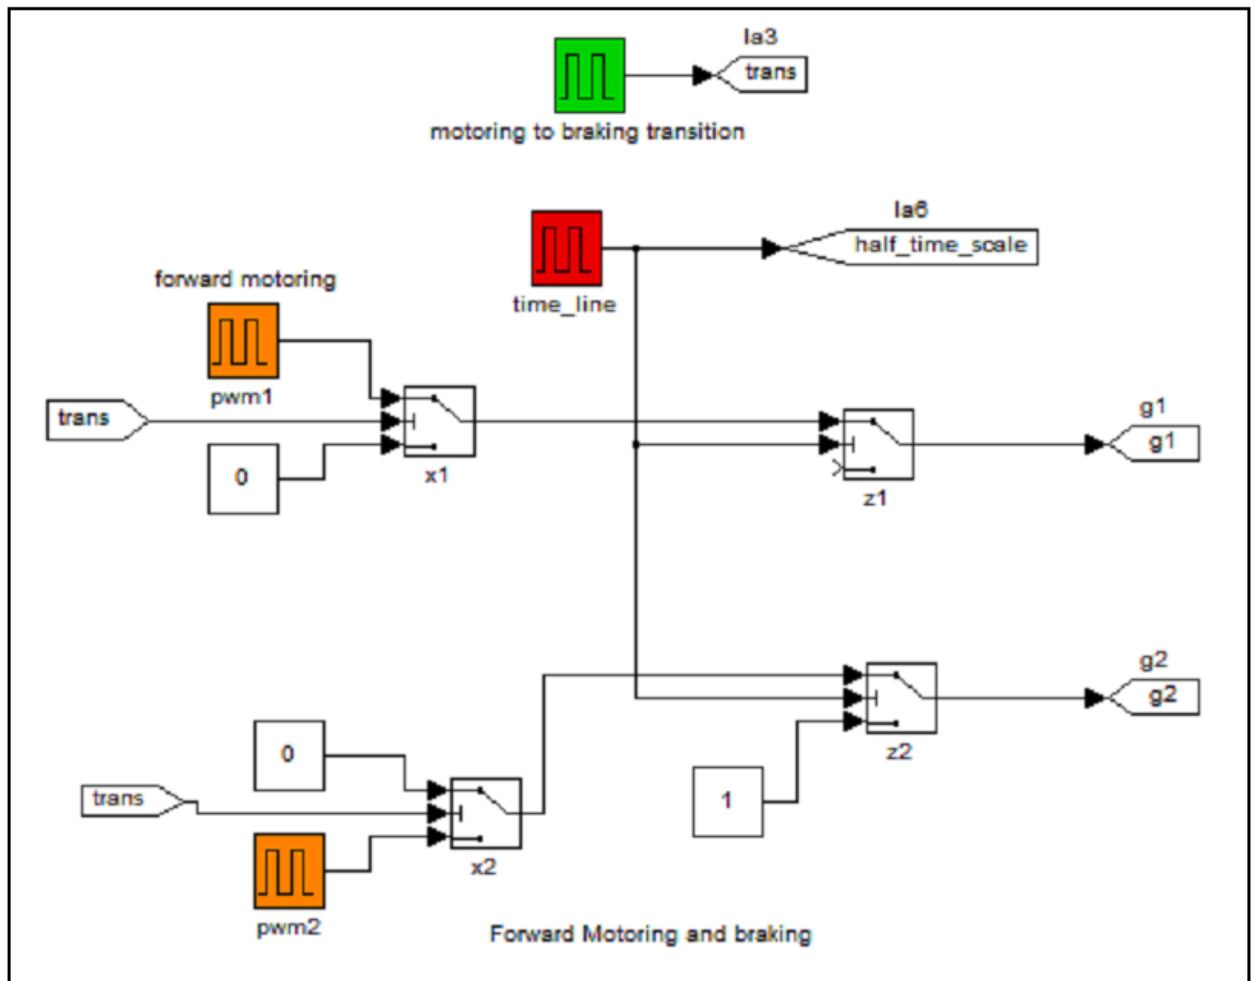 Ia3
trans
motoring to braking transition
Ia6
half_time_scale
time_line
forward motoring
pwm1
trans
0
x1
z1
g1
g1
g2
g2
z2
0
trans
1
x2
pwm2
Forward Motoring and braking